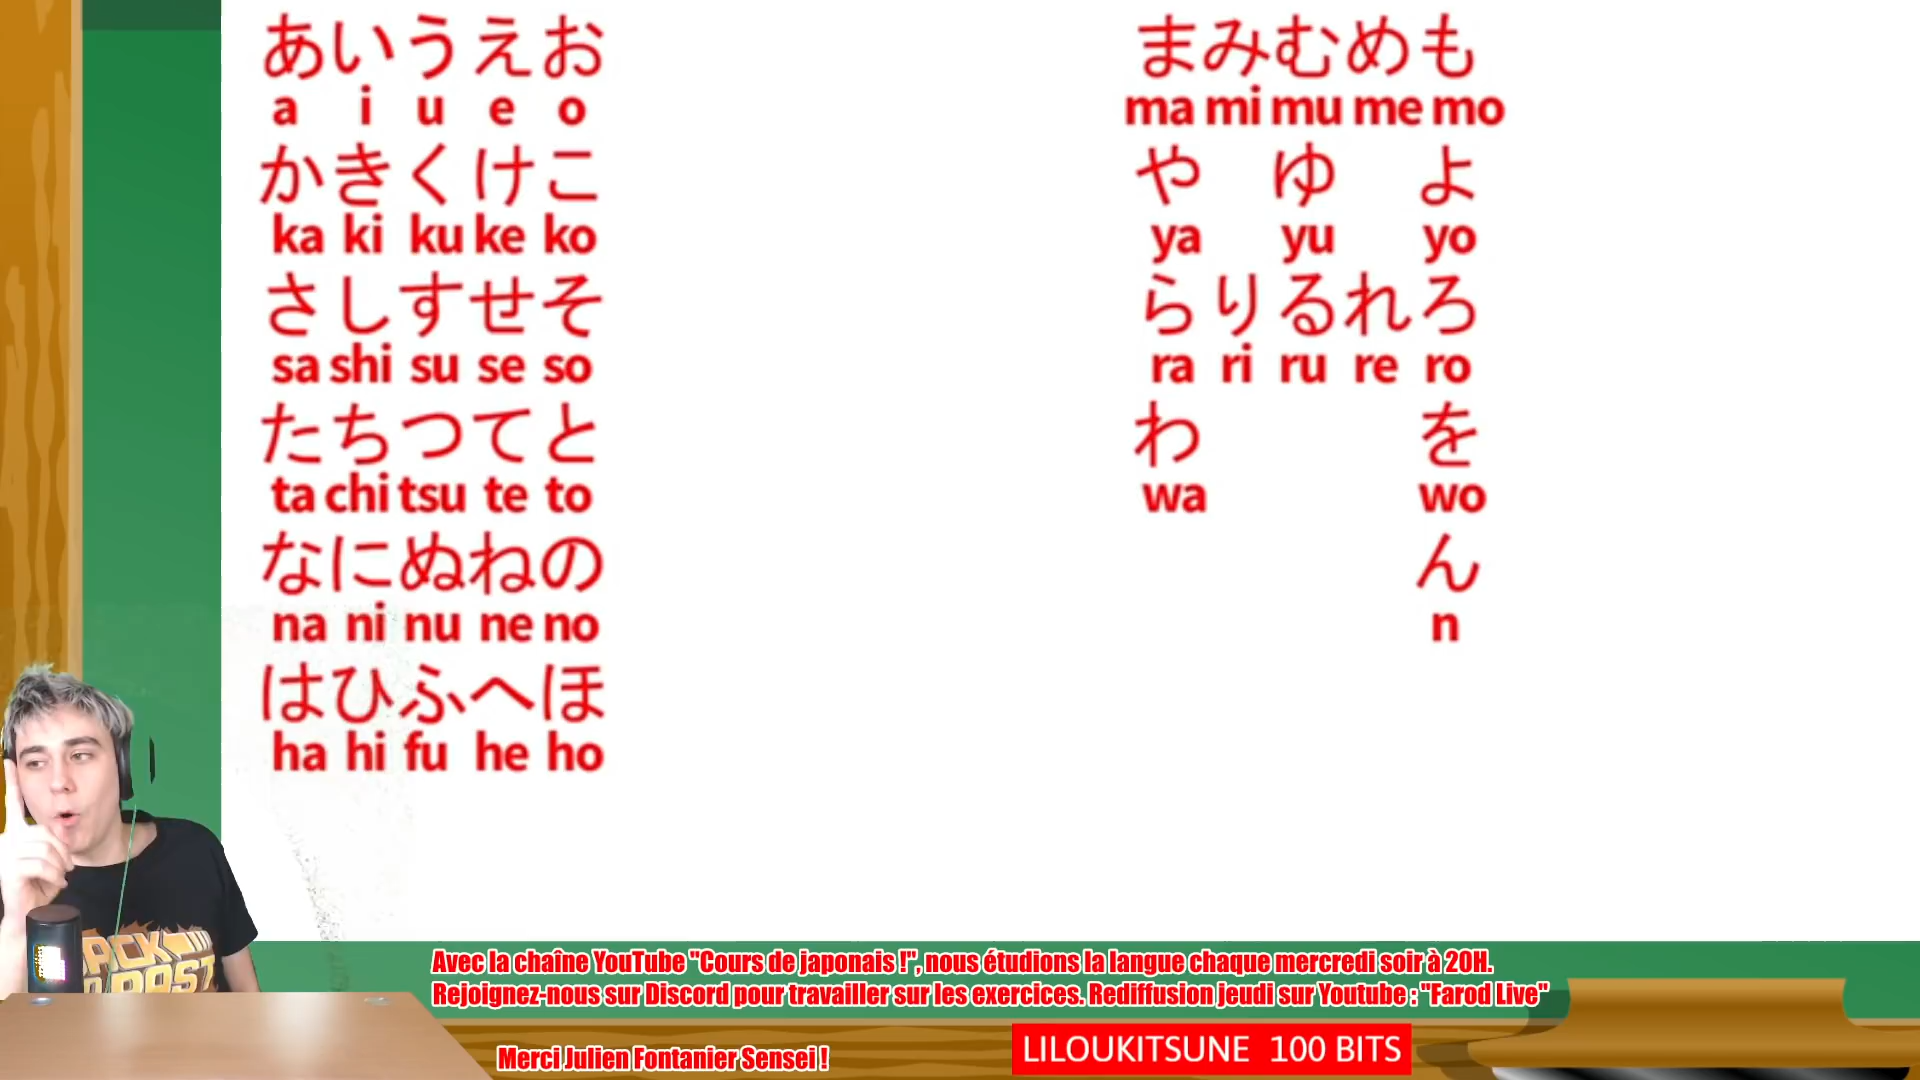 あいうえお
a i u e o
かきくけこ
ka ki ku ke ko
さしすせそ
sa shi su se so
たちつてと
ta chi tsu te to
なにぬねの
na ni nu ne no
はひふへほ
ha hi fu he ho
まみむめも
ma mi mu me mo
や ゆ よ
ya yu yo
らりるれろ
ra ri ru re ro
わ を
wa wo
ん
n
Avec la chaîne YouTube "Cours de japonais !", nous étudions la langue chaque mercredi soir à 20H.
Rejoignez-nous sur Discord pour travailler sur les exercices. Rediffusion jeudi sur Youtube : "Farod Live"
Merci Julien Fontanier Sensei !
LILOUKITSUNE 100 BITS